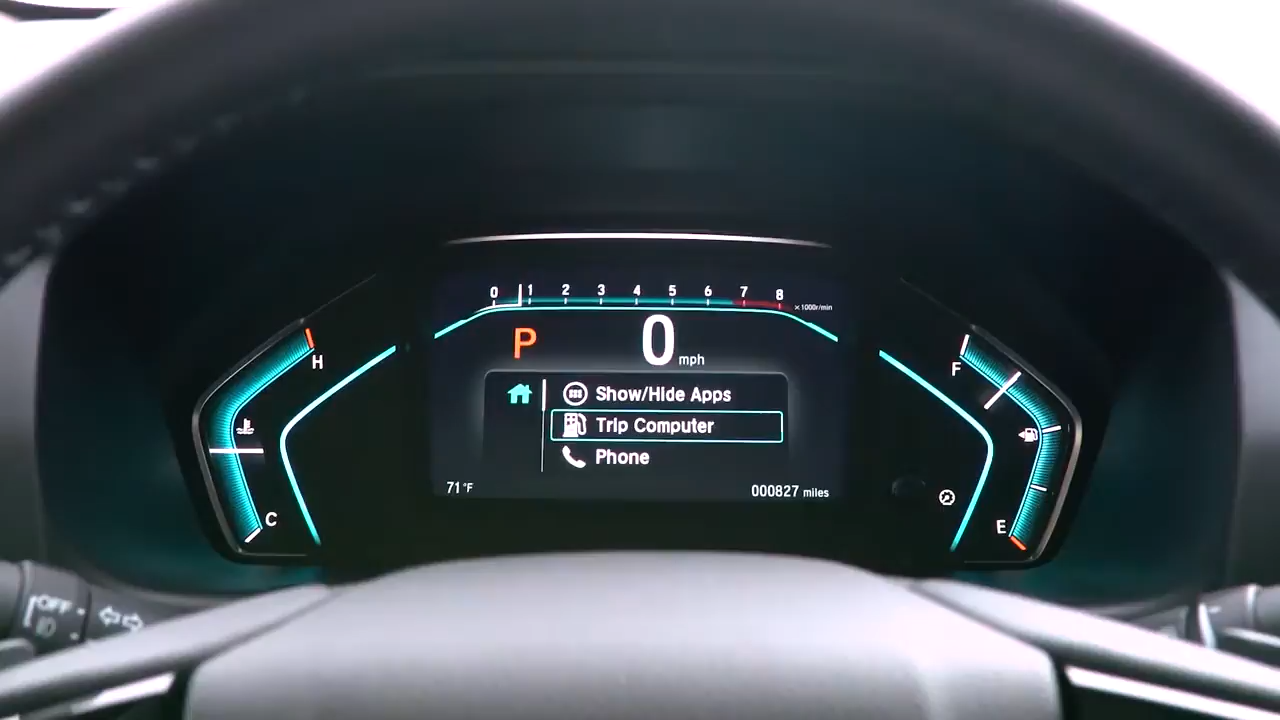 0 1 2 3 4 5 6 7 8 x1000r/min
P 0 mph
H
F
Show/Hide Apps
Trip Computer
Phone
71°F
000827 miles
C
E
OFF